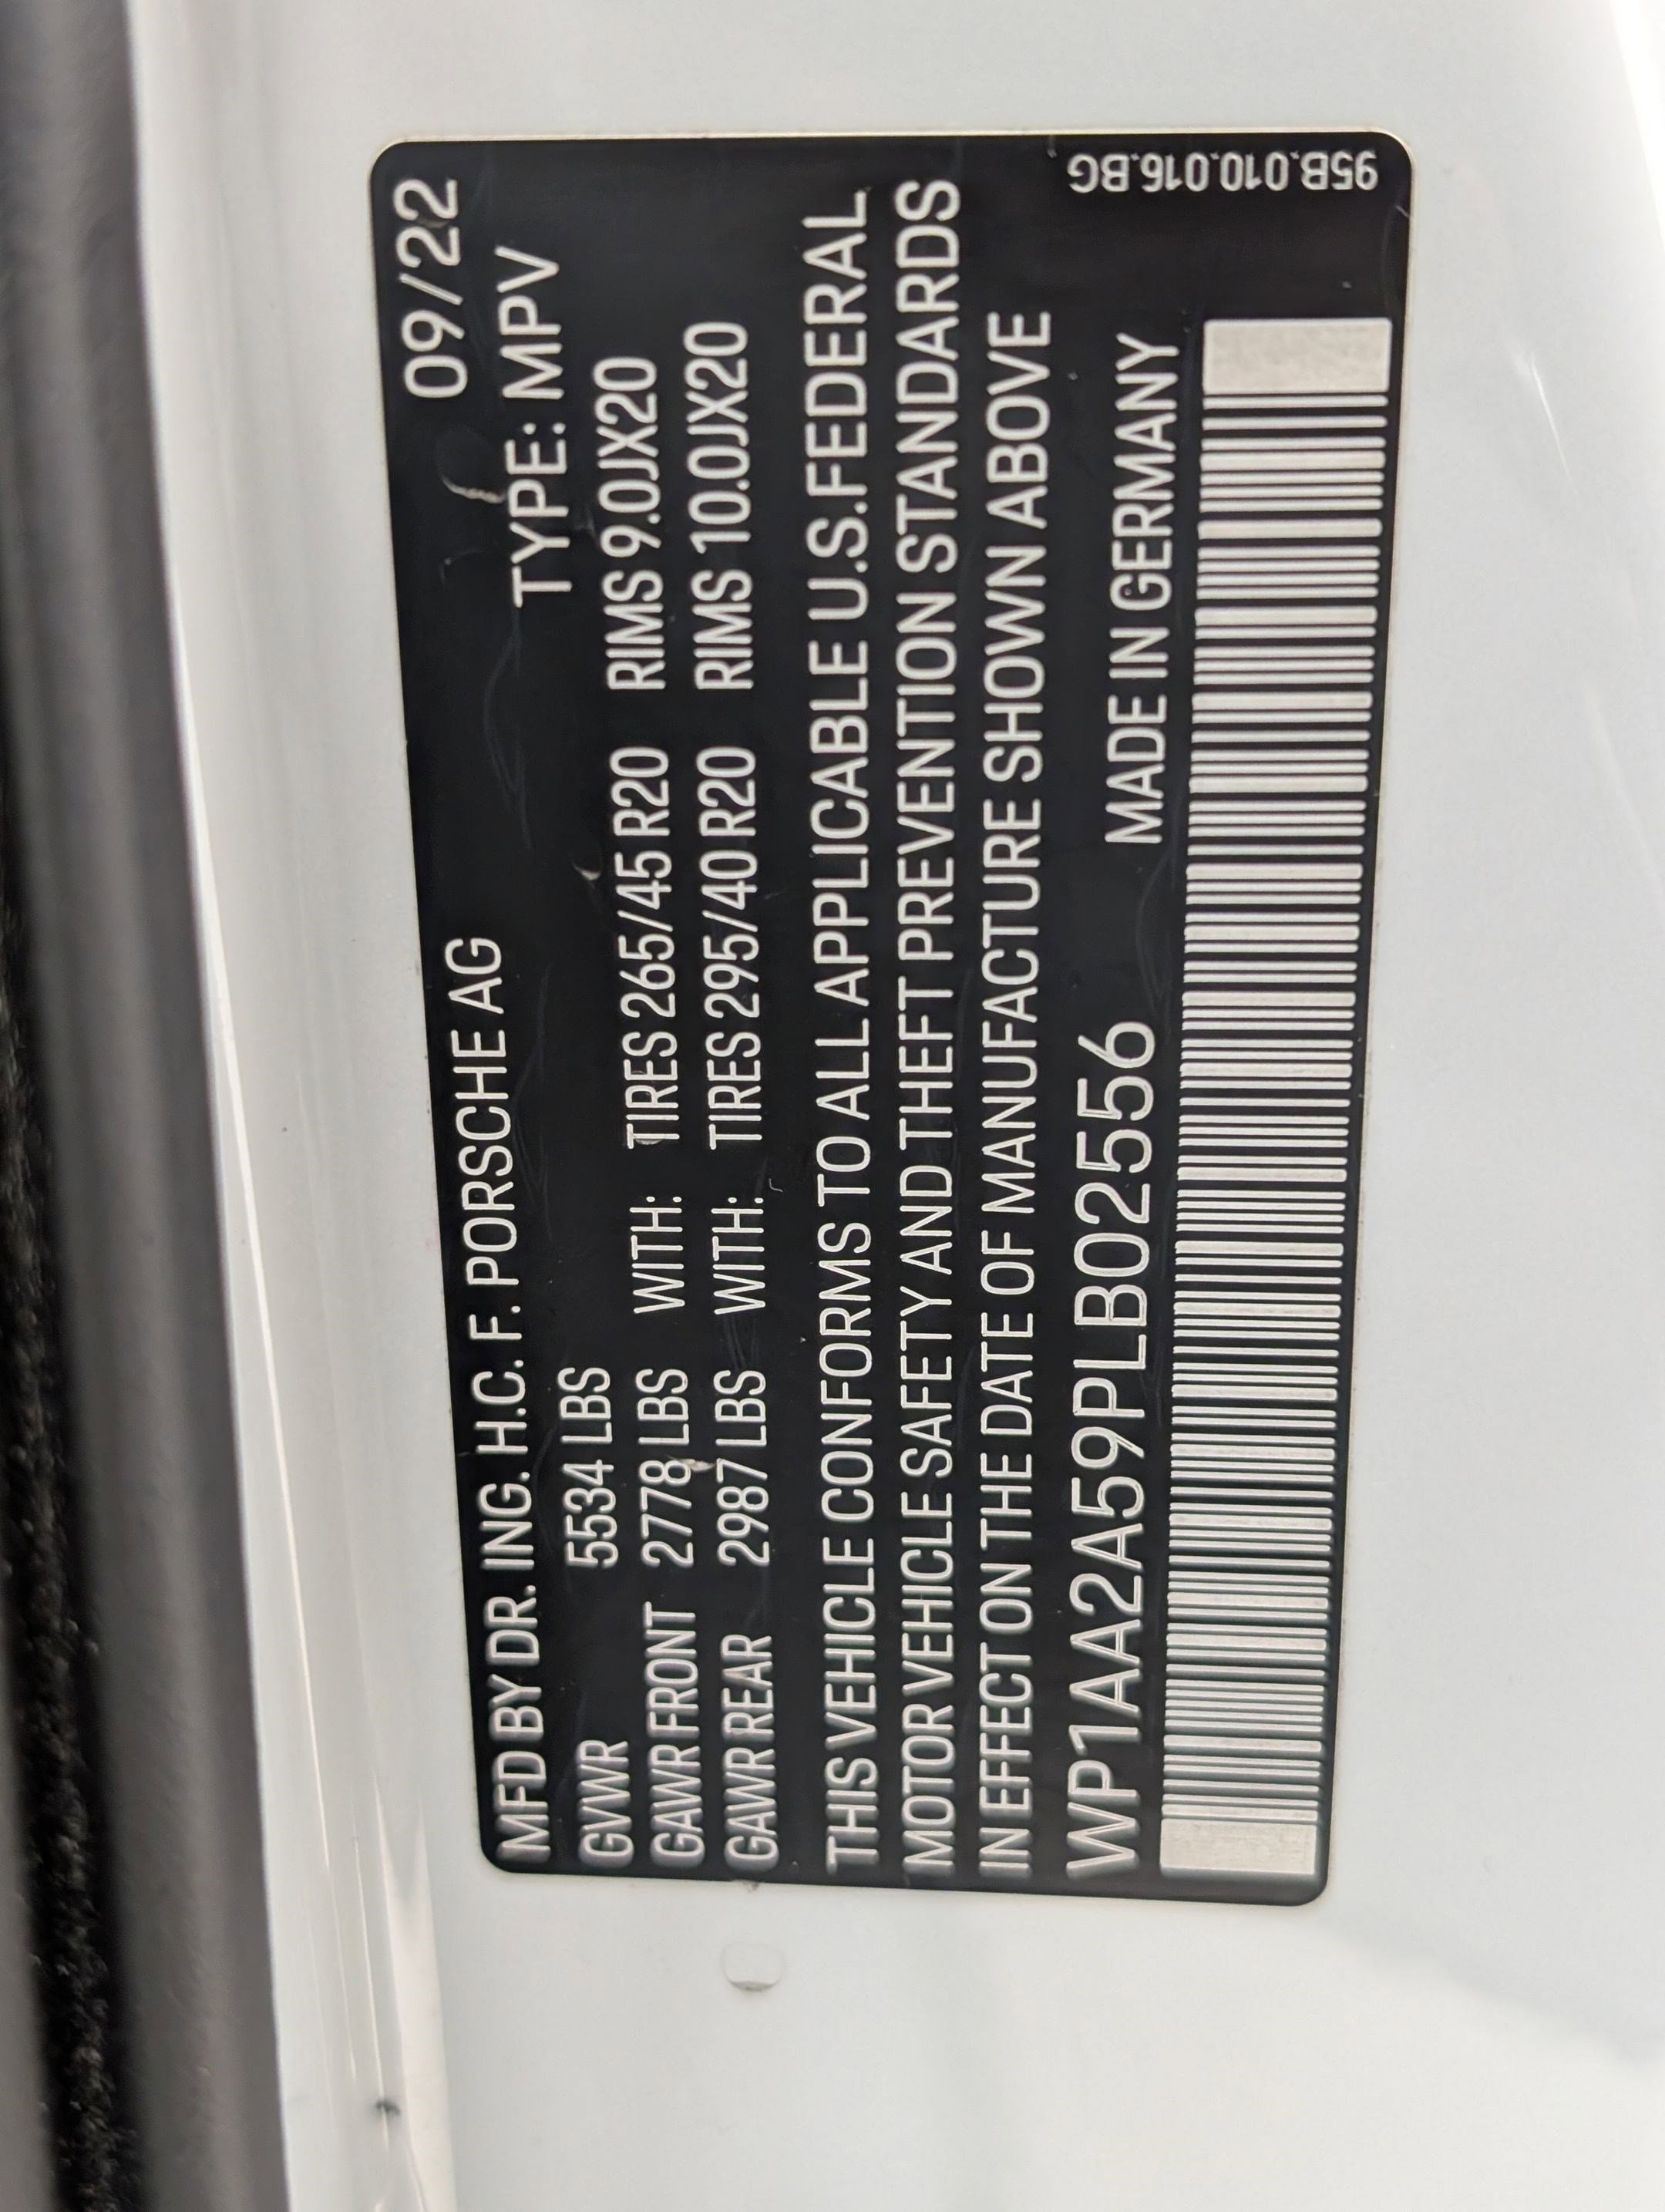 MFD BY DR. ING. H.C. F. PORSCHE AG 09/22
GVWR 5534 LBS TYPE: MPV
GAWR FRONT 2778 LBS WITH: TIRES 265/45 R20 RIMS 9.0JX20
GAWR REAR 2987 LBS WITH: TIRES 295/40 R20 RIMS 10.0JX20
THIS VEHICLE CONFORMS TO ALL APPLICABLE U.S.FEDERAL
MOTOR VEHICLE SAFETY AND THEFT PREVENTION STANDARDS
IN EFFECT ON THE DATE OF MANUFACTURE SHOWN ABOVE
WP1AA2A59PLB02556 MADE IN GERMANY
95B.010.016.BG